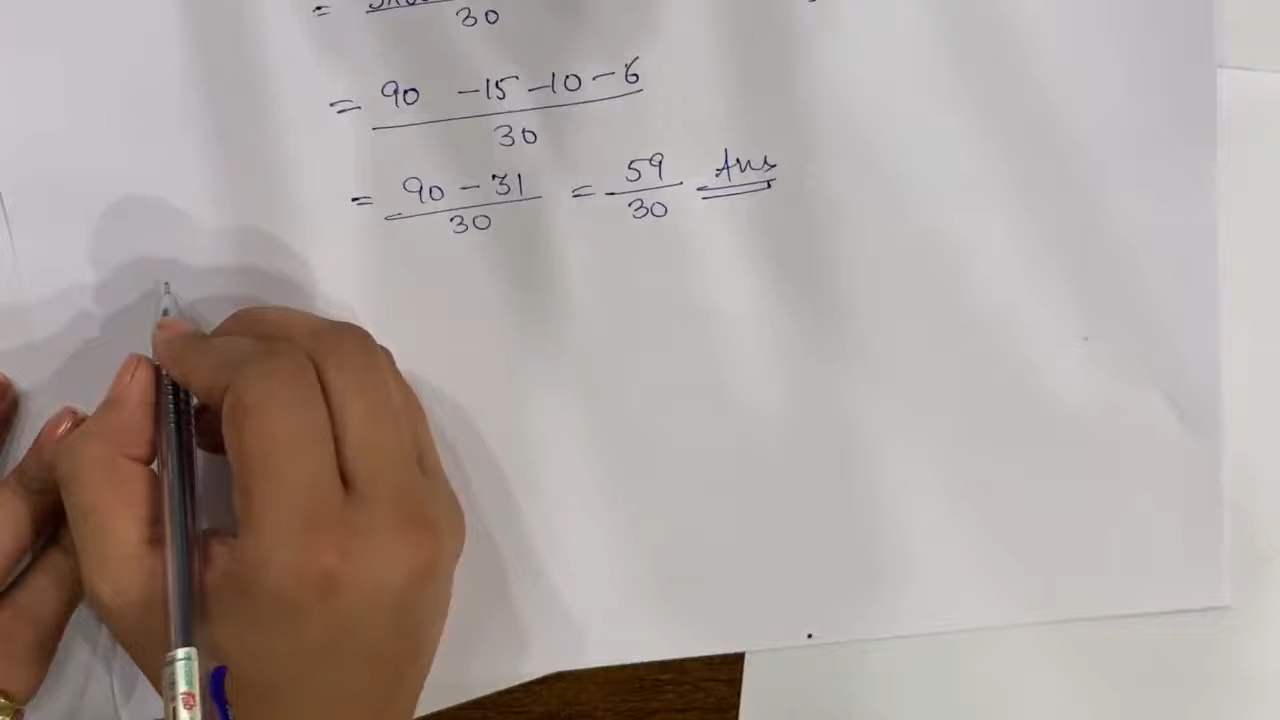 = 30
= 90 -15 -10 -6 / 30
= 90 - 31 / 30 = 59 / 30 Ans